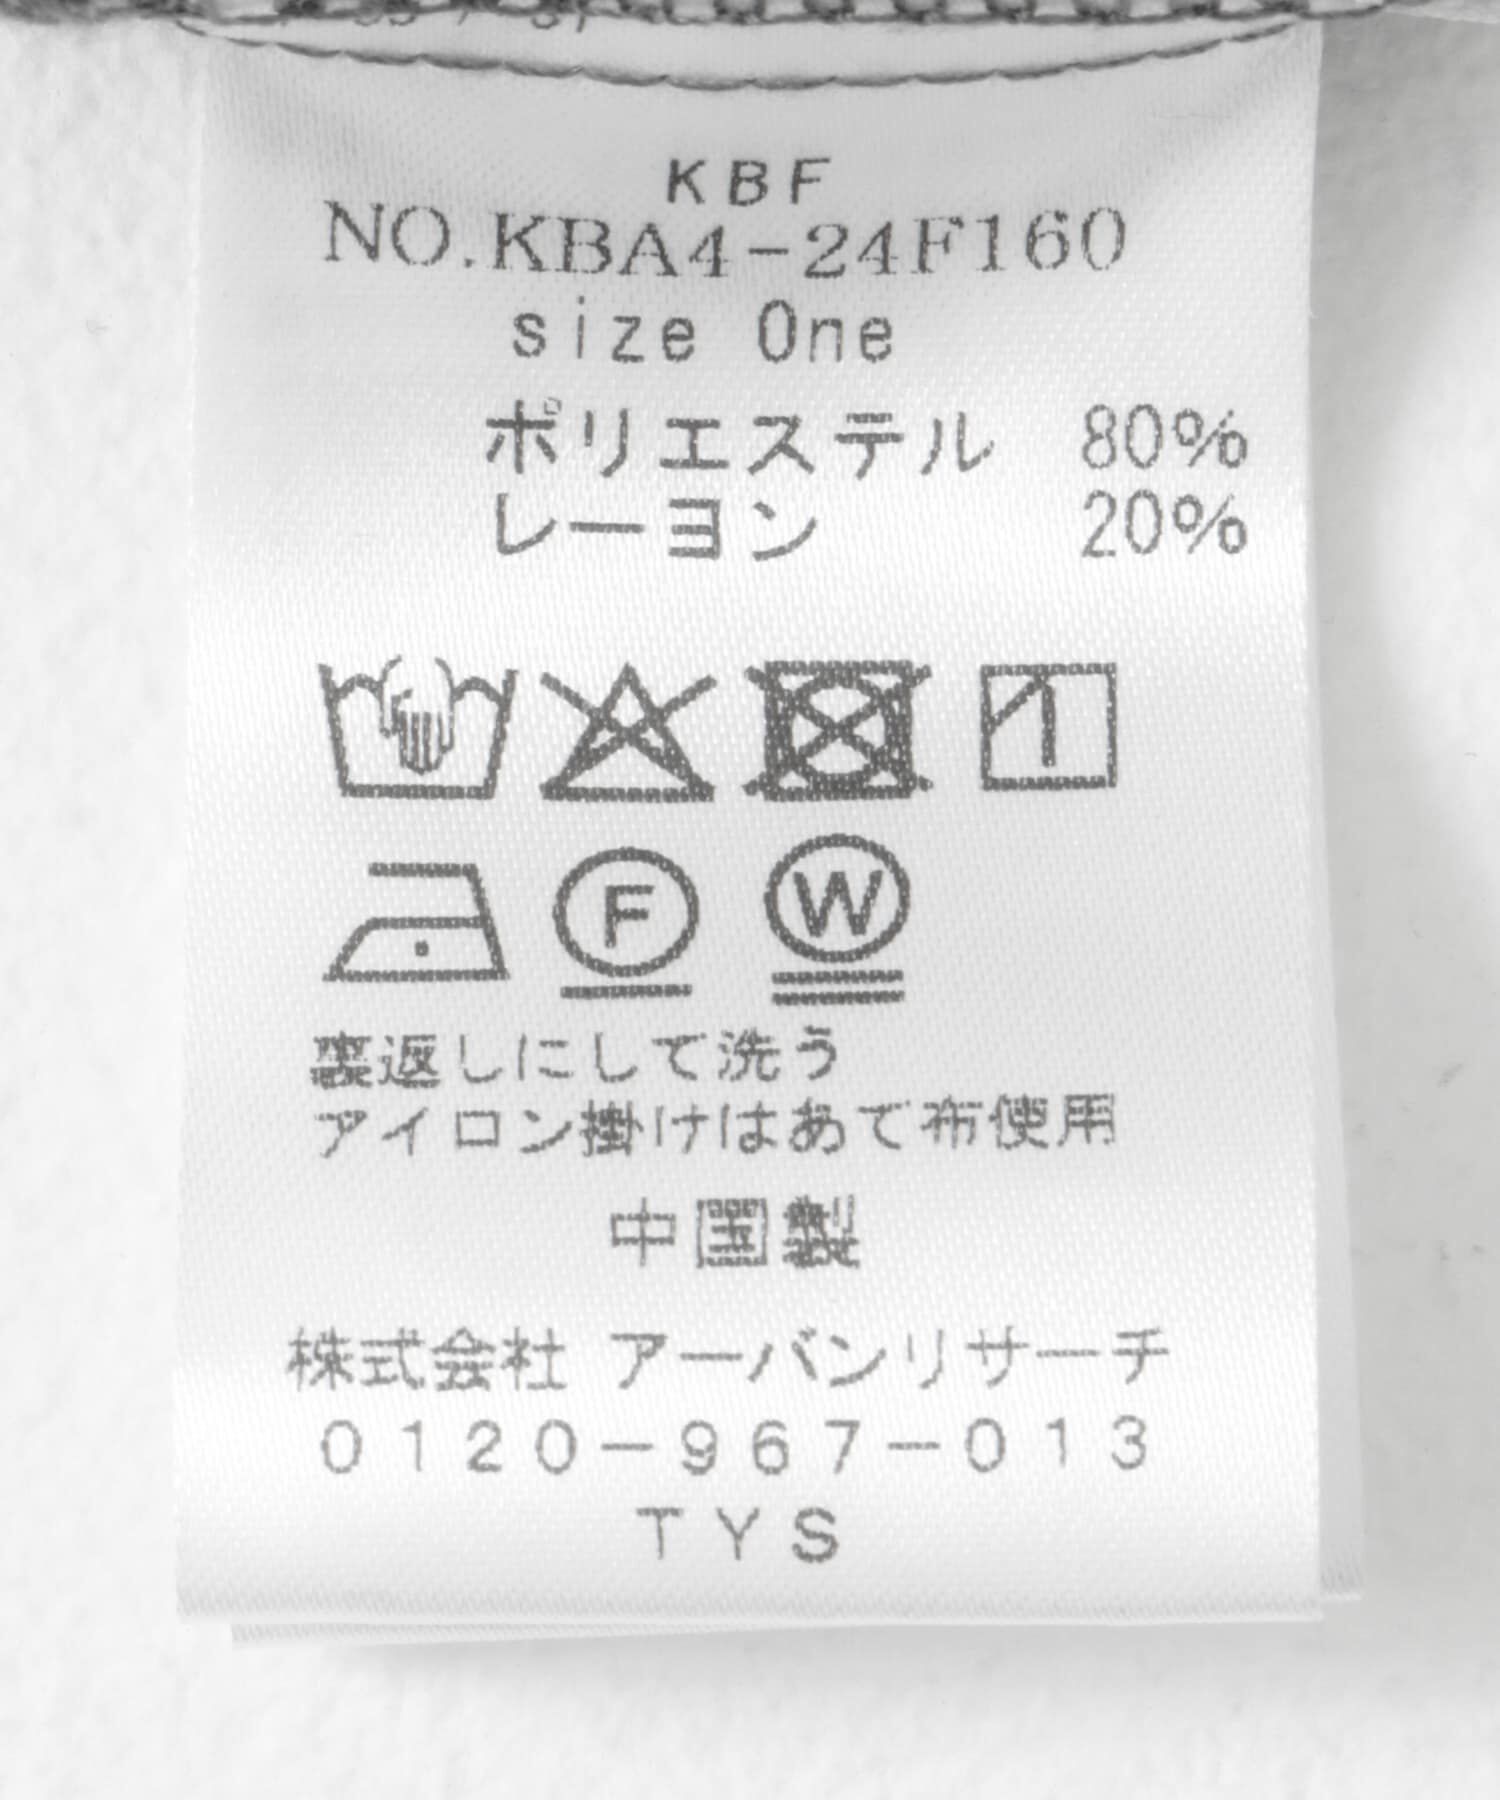 KBF
NO.KBA4-24F160
size One
ポリエステル 80%
レーヨン 20%
F W
裏返しにして洗う
アイロン掛けはあて布使用
中国製
株式会社 アーバンリサーチ
0120-967-013
TYS